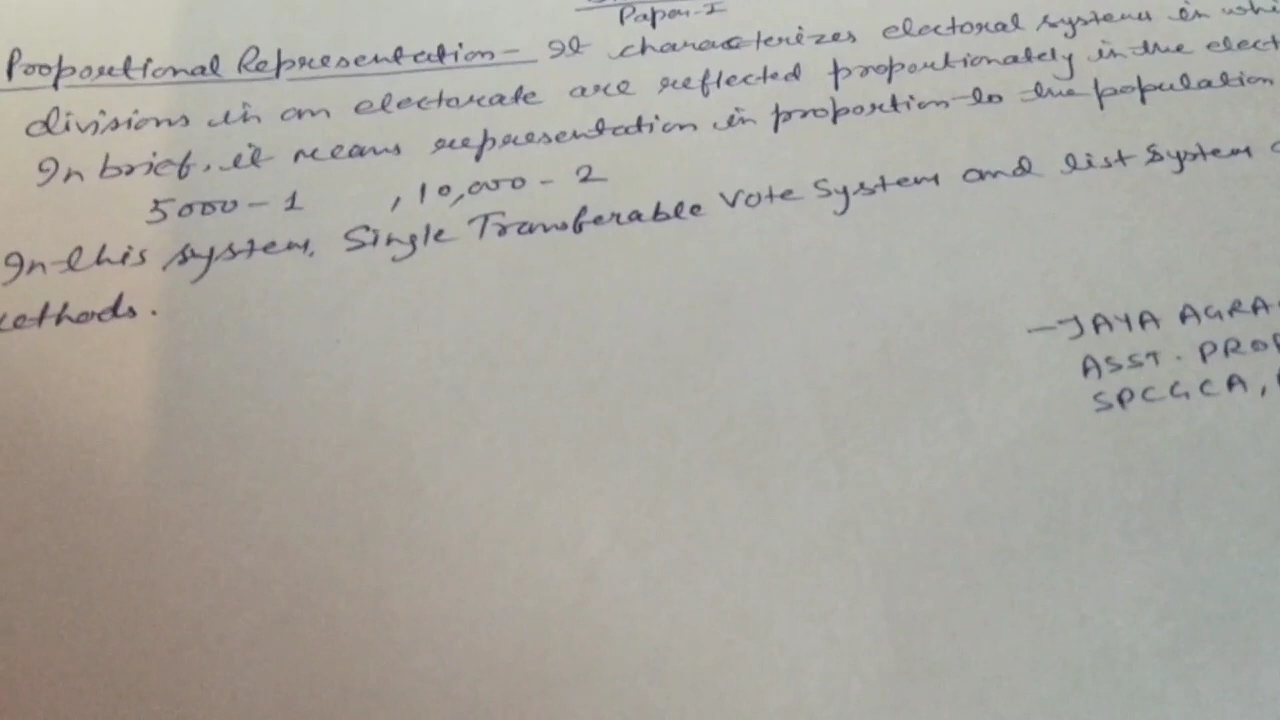 Paper-I
Proportional Representation - It characterizes electoral systems in whi
divisions in an electorate are reflected proportionately in the elect
In brief, it means representation in proportion to the population
5000 - 1 , 10,000 - 2
In this system, Single Transferable Vote System and list System
ethods.
- JAYA AGRA
ASST. PROF
SPCGCA,